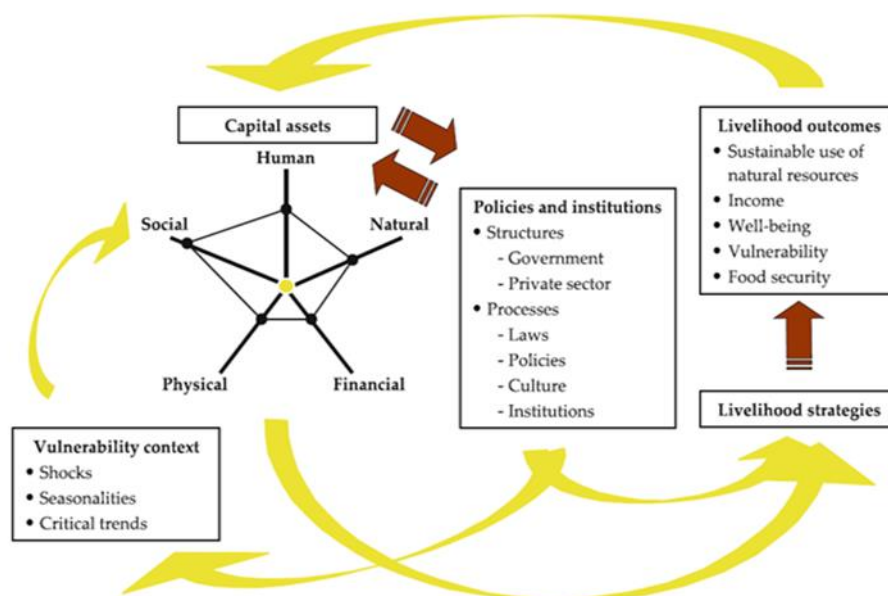 Capital assets
Human
Social
Natural
Physical
Financial
Vulnerability context
• Shocks
• Seasonalities
• Critical trends
Policies and institutions
• Structures
- Government
- Private sector
• Processes
- Laws
- Policies
- Culture
- Institutions
Livelihood outcomes
• Sustainable use of
natural resources
• Income
• Well-being
• Vulnerability
• Food security
Livelihood strategies